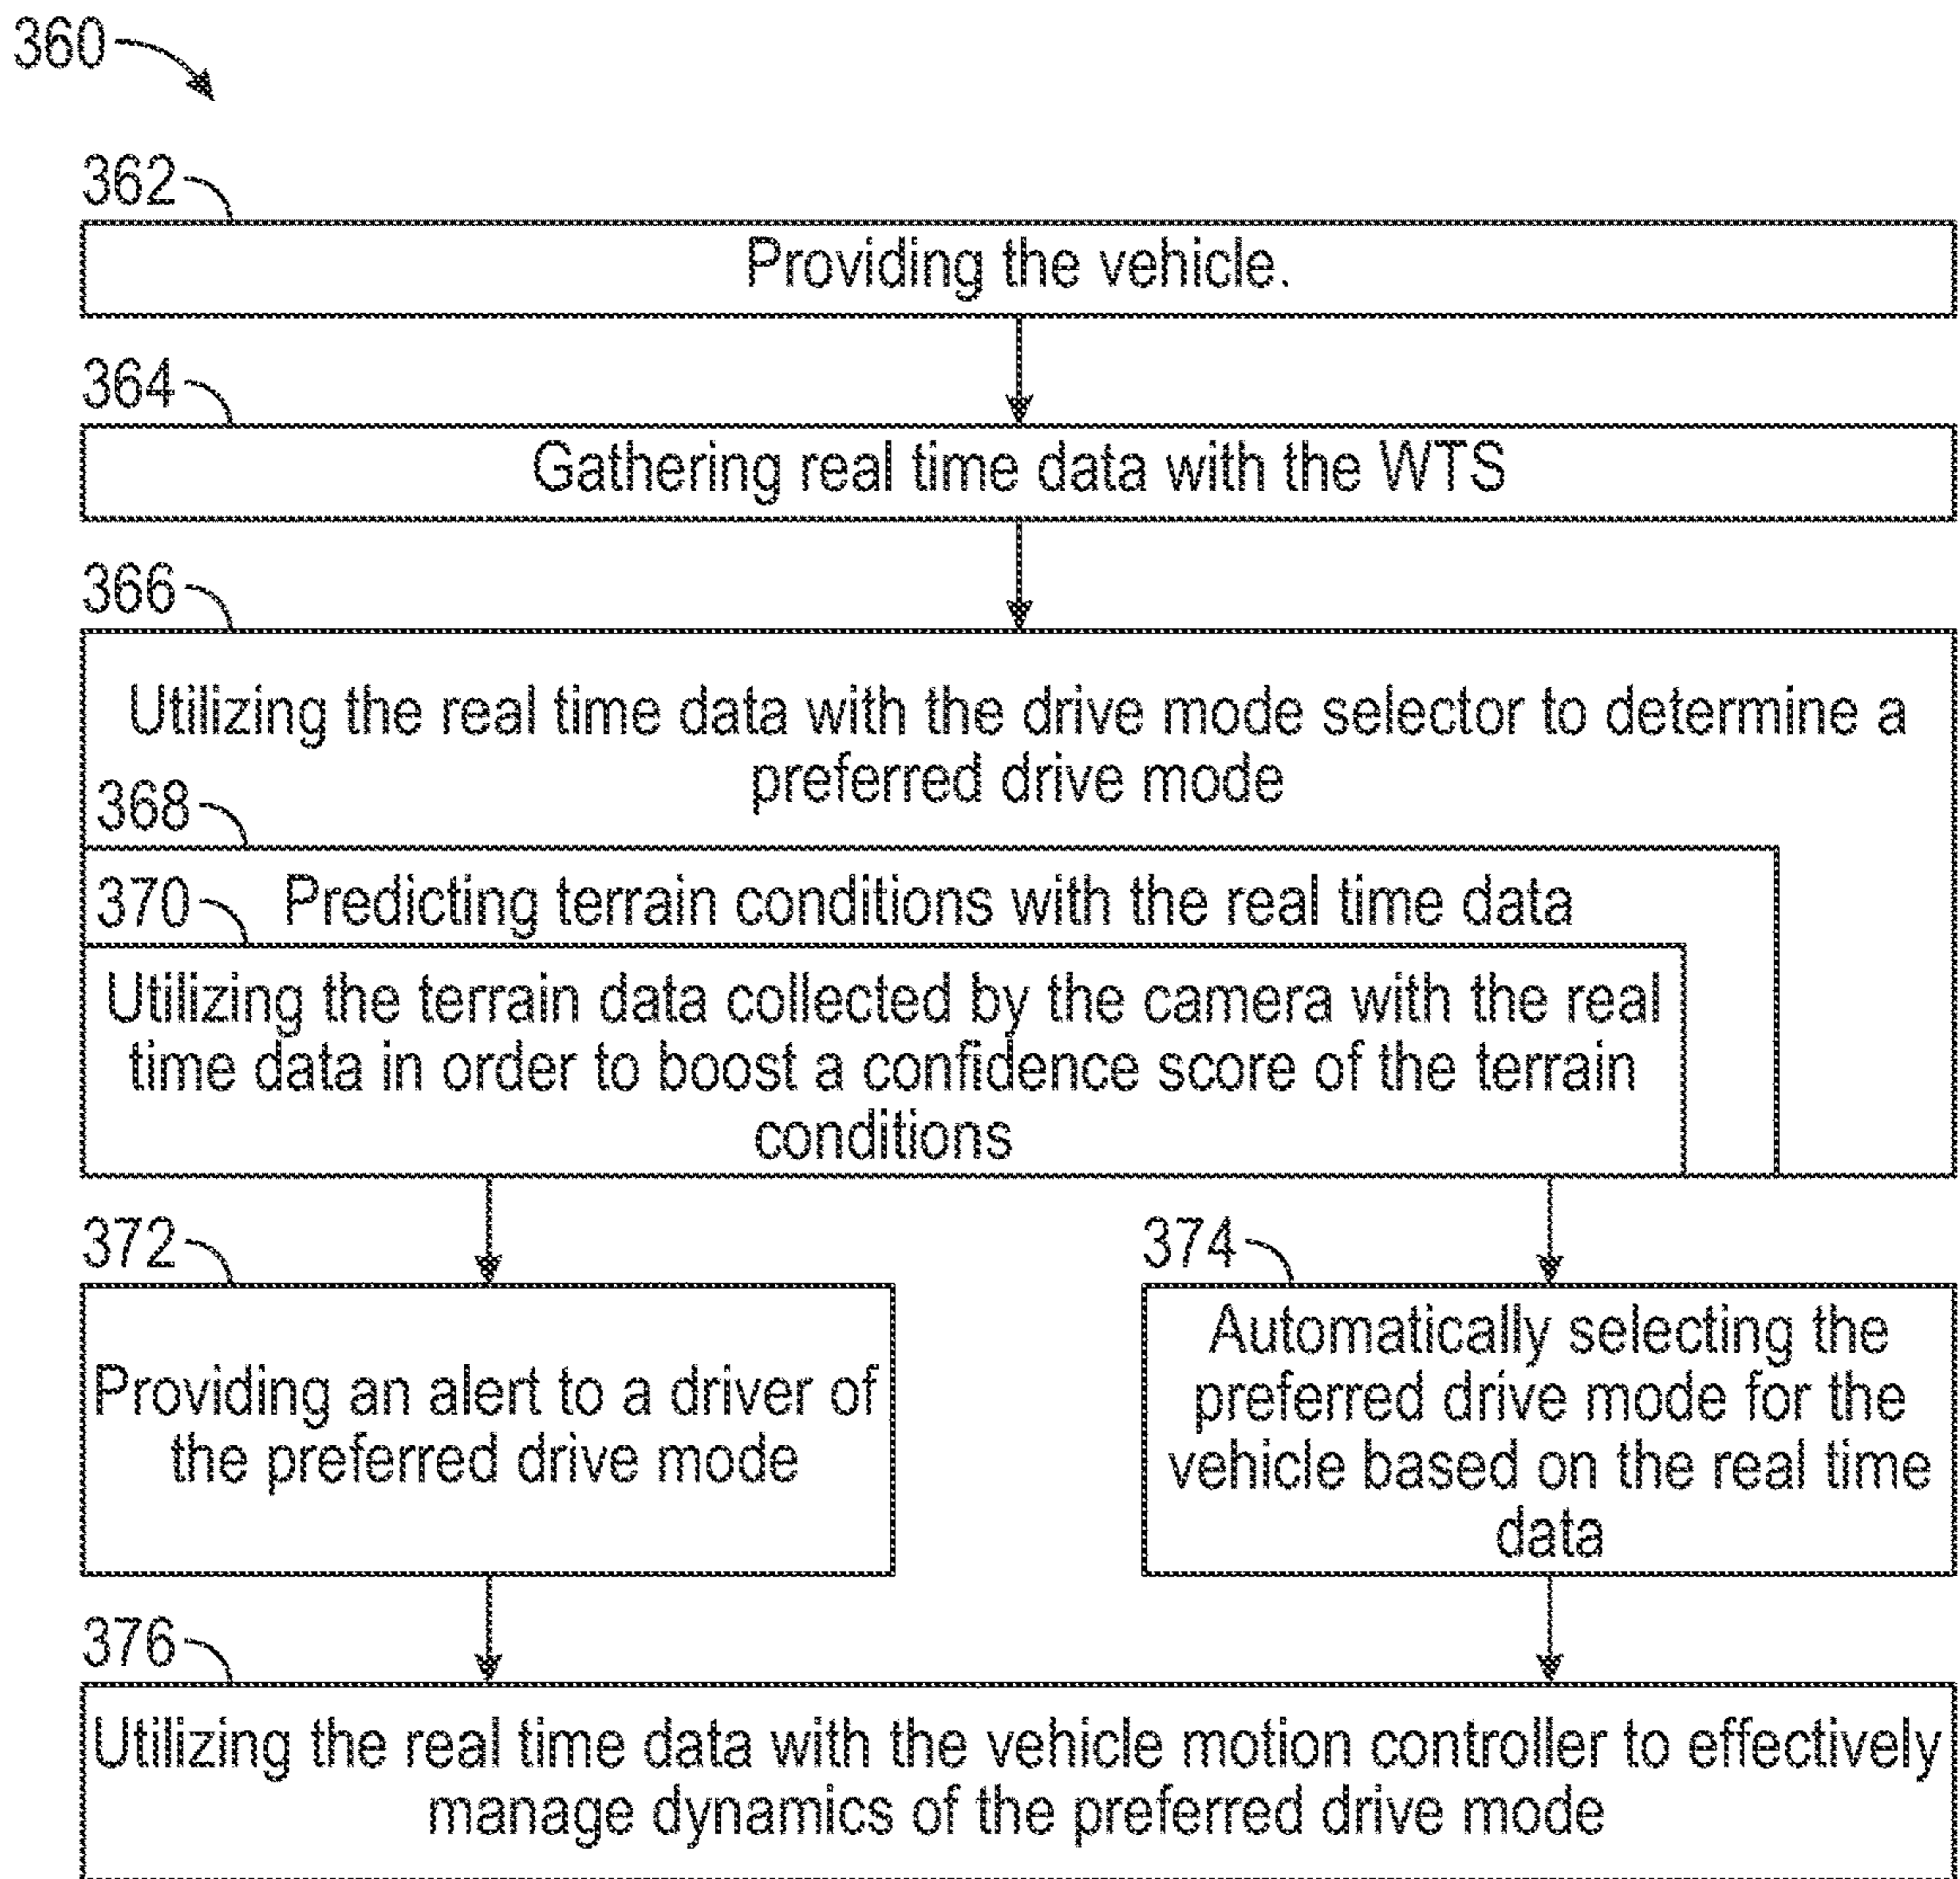 360
362
Providing the vehicle.
364
Gathering real time data with the WTS
366
Utilizing the real time data with the drive mode selector to determine a
preferred drive mode
368
Predicting terrain conditions with the real time data
370
Utilizing the terrain data collected by the camera with the real
time data in order to boost a confidence score of the terrain
conditions
372
Providing an alert to a driver of
the preferred drive mode
374
Automatically selecting the
preferred drive mode for the
vehicle based on the real time
data
376
Utilizing the real time data with the vehicle motion controller to effectively
manage dynamics of the preferred drive mode